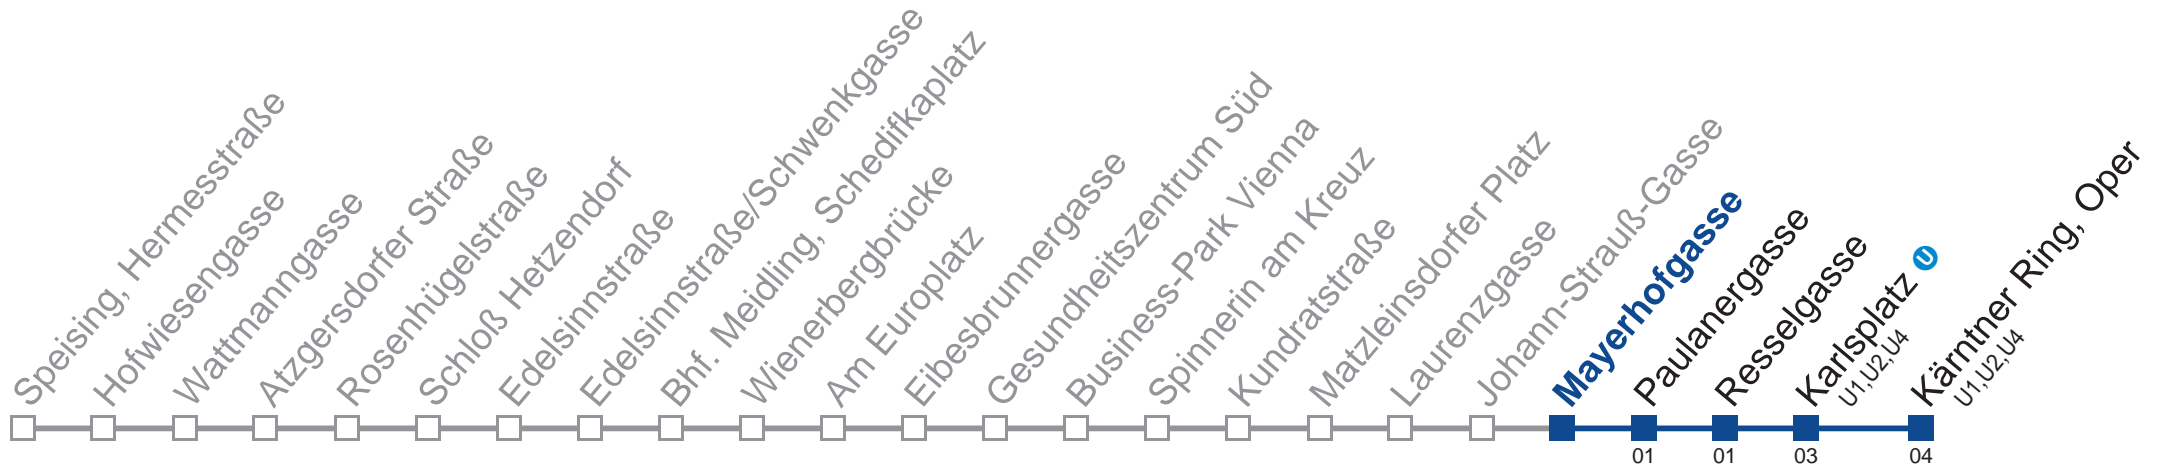 Speising, Hermesstraße
Hofwiesengasse
Wattmanngasse
Atzgersdorfer Straße
Rosenhügelstraße
Schloß Hetzendorf
Edelsinnstraße
Edelsinnstraße/Schwenkgasse
Bhf. Meidling, Schedifkaplatz
Wienerbergbrücke
Am Europlatz
Eibesbrunnergasse
Gesundheitszentrum Süd
Business-Park Vienna
Spinnerin am Kreuz
Kundratstraße
Matzleinsdorfer Platz
Laurenzgasse
Johann-Strauß-Gasse
Mayerhofgasse
Paulanergasse
Resselgasse
Karlsplatz U
U1,U2,U4
Kärntner Ring, Oper
U1,U2,U4
01 01 03 04